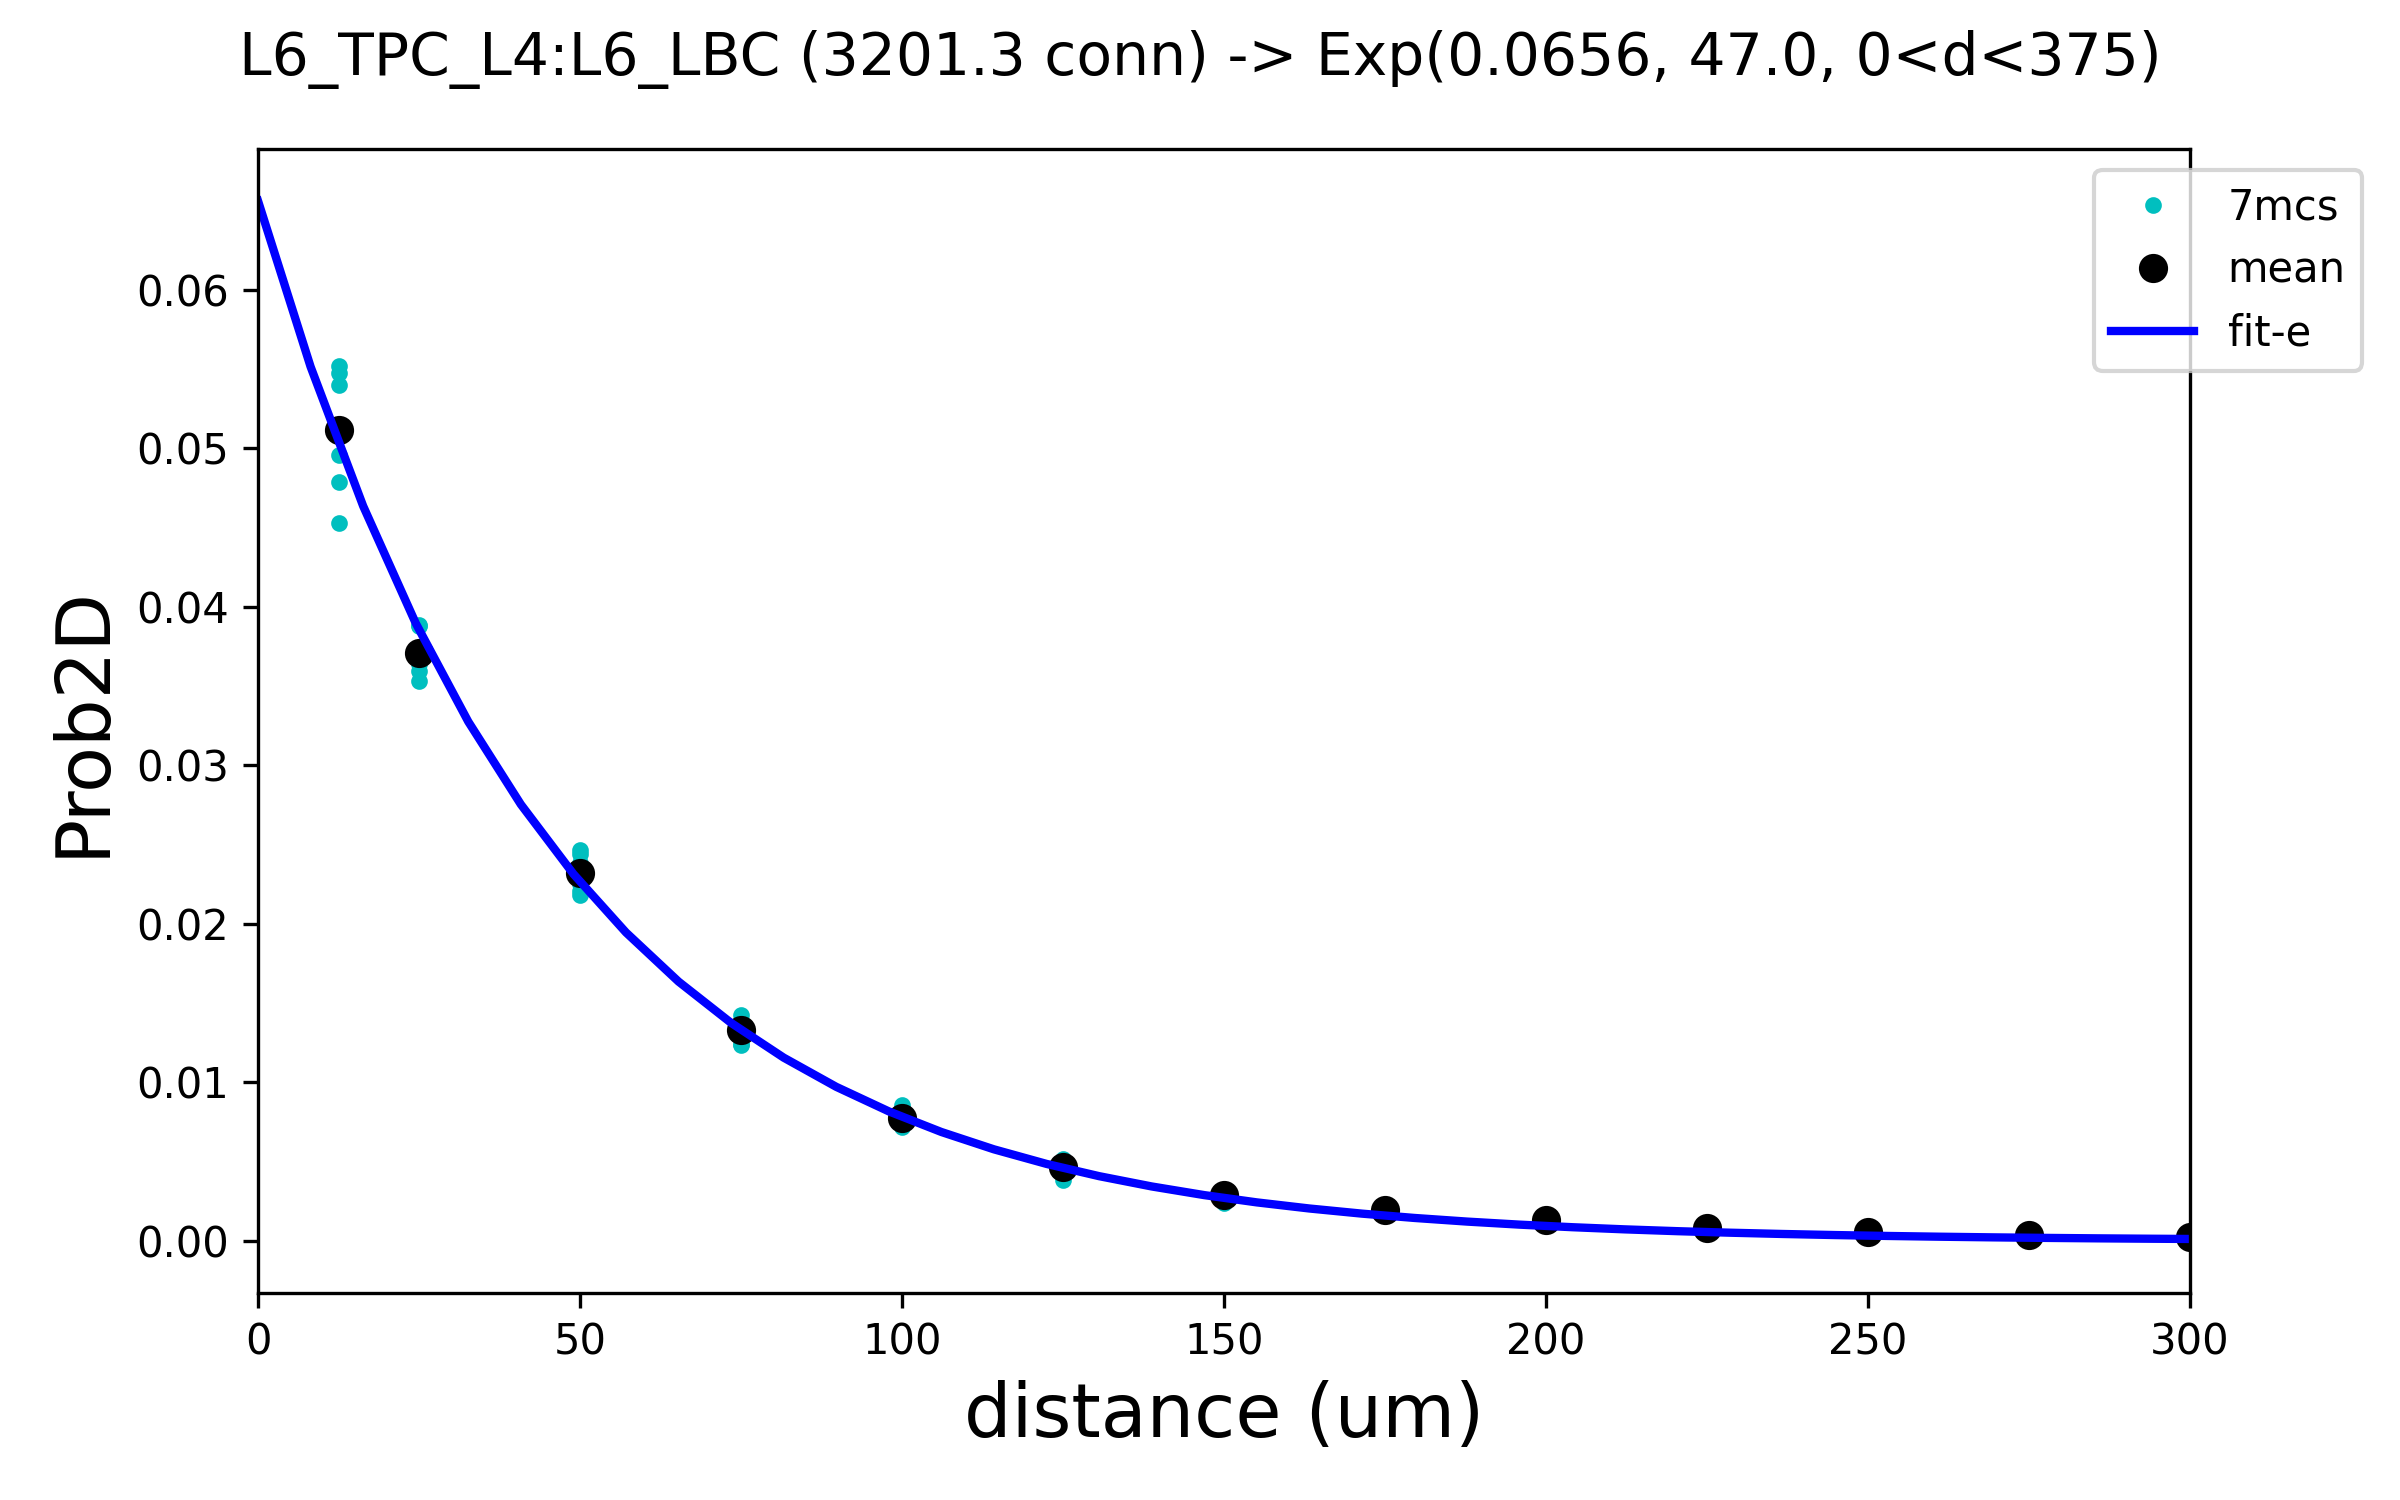 L6_TPC_L4:L6_LBC (3201.3 conn) -> Exp(0.0656, 47.0, 0<d<375)
7mcs
mean
fit-e
0.06
0.05
0.04
0.03
0.02
0.01
0.00
Prob2D
0 50 100 150 200 250 300
distance (um)